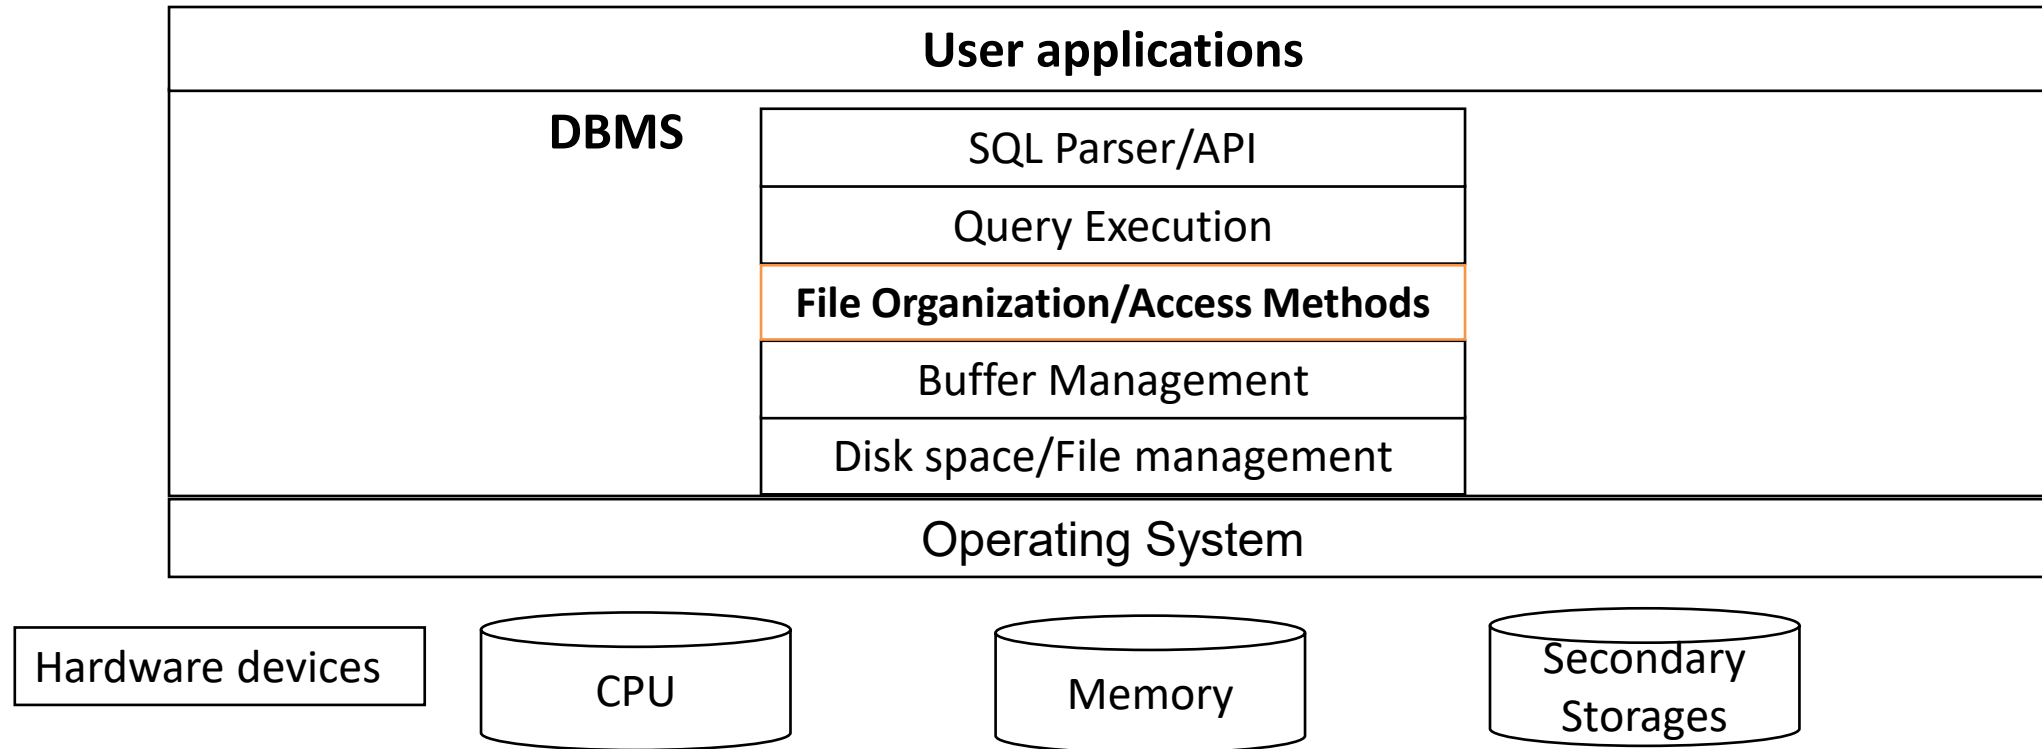 User applications
DBMS
SQL Parser/API
Query Execution
File Organization/Access Methods
Buffer Management
Disk space/File management
Operating System
Hardware devices
CPU
Memory
Secondary
Storages